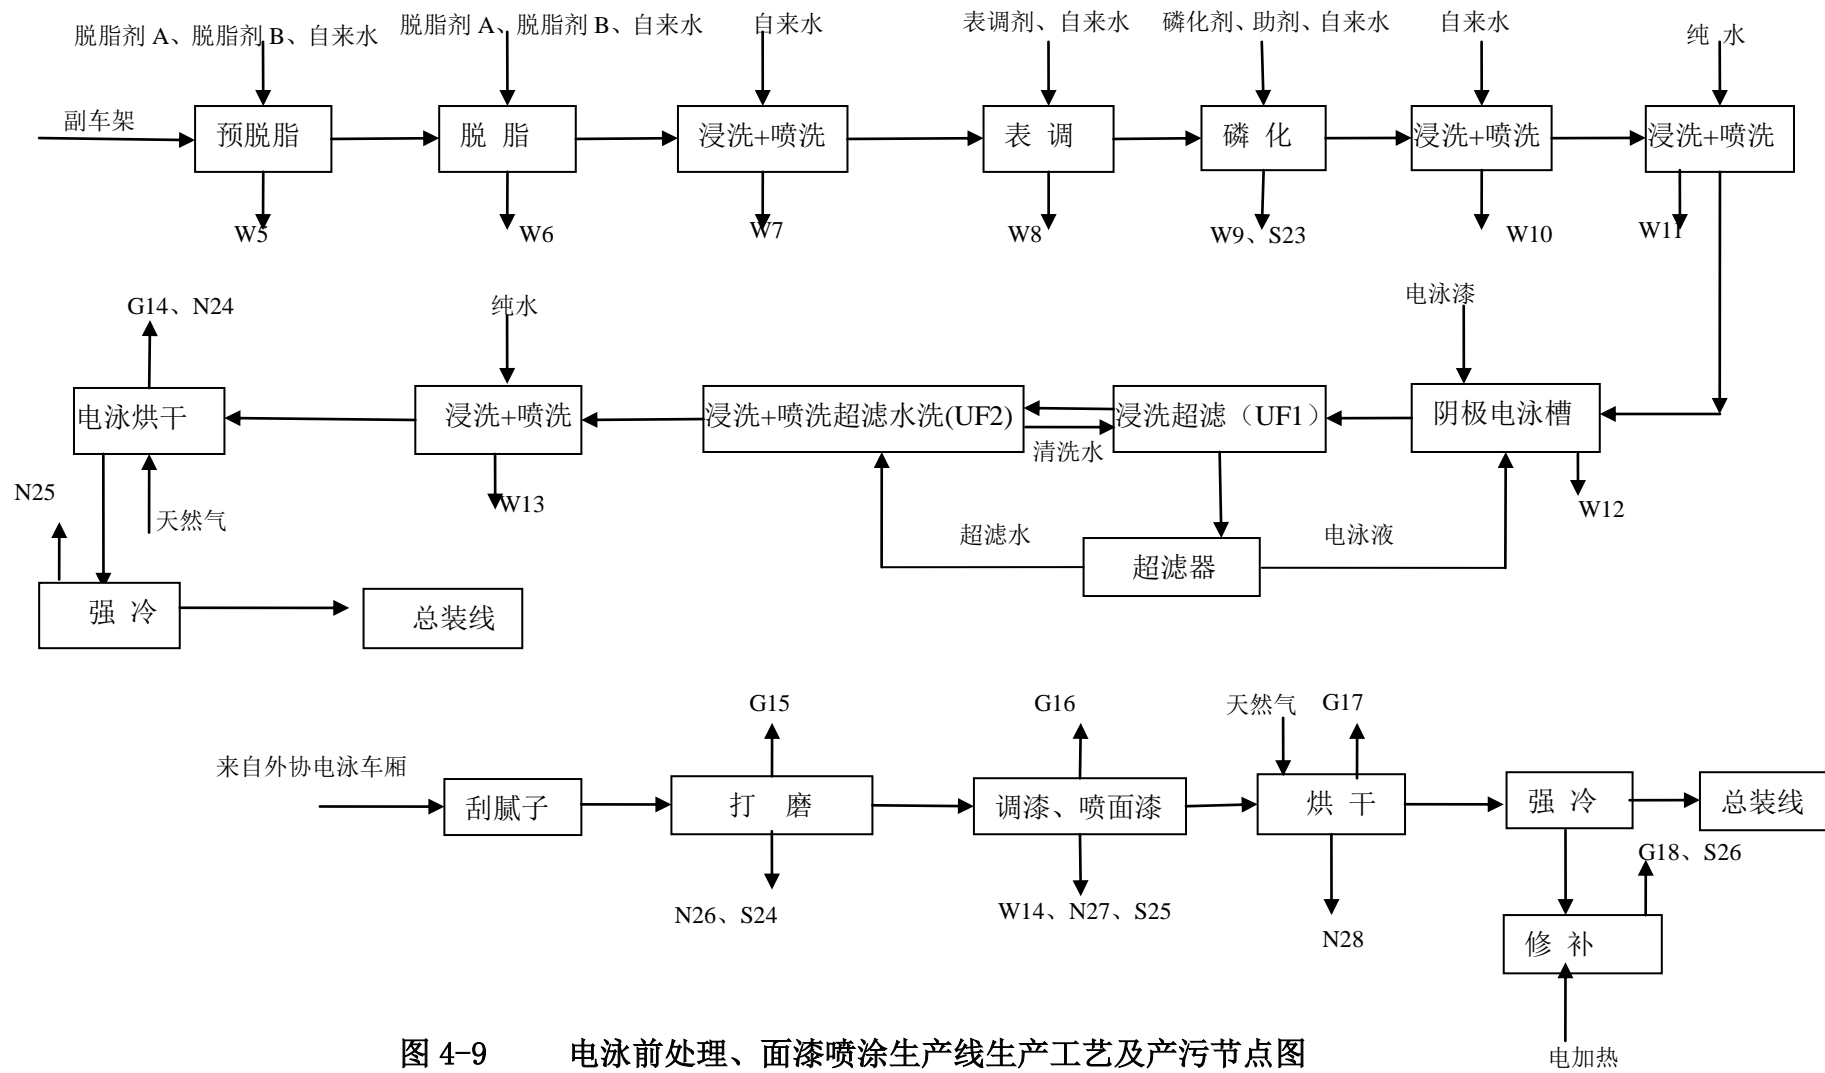 脱脂剂 A、脱脂剂 B、自来水
脱脂剂 A、脱脂剂 B、自来水
自来水
表调剂、自来水
磷化剂、助剂、自来水
自来水
纯 水
副车架
预脱脂
脱 脂
浸洗+喷洗
表 调
磷 化
浸洗+喷洗
浸洗+喷洗
W5
W6
W7
W8
W9、S23
W10
W11
G14、N24
纯水
电泳漆
电泳烘干
浸洗+喷洗
浸洗+喷洗超滤水洗(UF2)
清洗水
浸洗超滤（UF1）
阴极电泳槽
N25
天然气
W13
W12
超滤水
超滤器
电泳液
强 冷
总装线
G15
G16
天然气
G17
来自外协电泳车厢
刮腻子
打 磨
调漆、喷面漆
烘 干
强 冷
总装线
G18、S26
N26、S24
W14、N27、S25
N28
修 补
电加热
图 4-9 电泳前处理、面漆喷涂生产线生产工艺及产污节点图